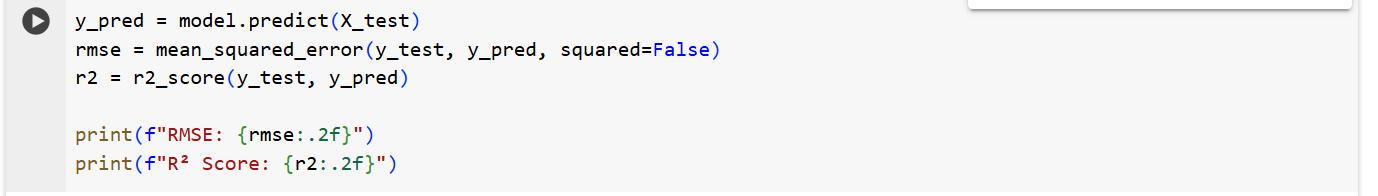 y_pred = model.predict(X_test)
rmse = mean_squared_error(y_test, y_pred, squared=False)
r2 = r2_score(y_test, y_pred)
print(f"RMSE: {rmse:.2f}")
print(f"R² Score: {r2:.2f}")